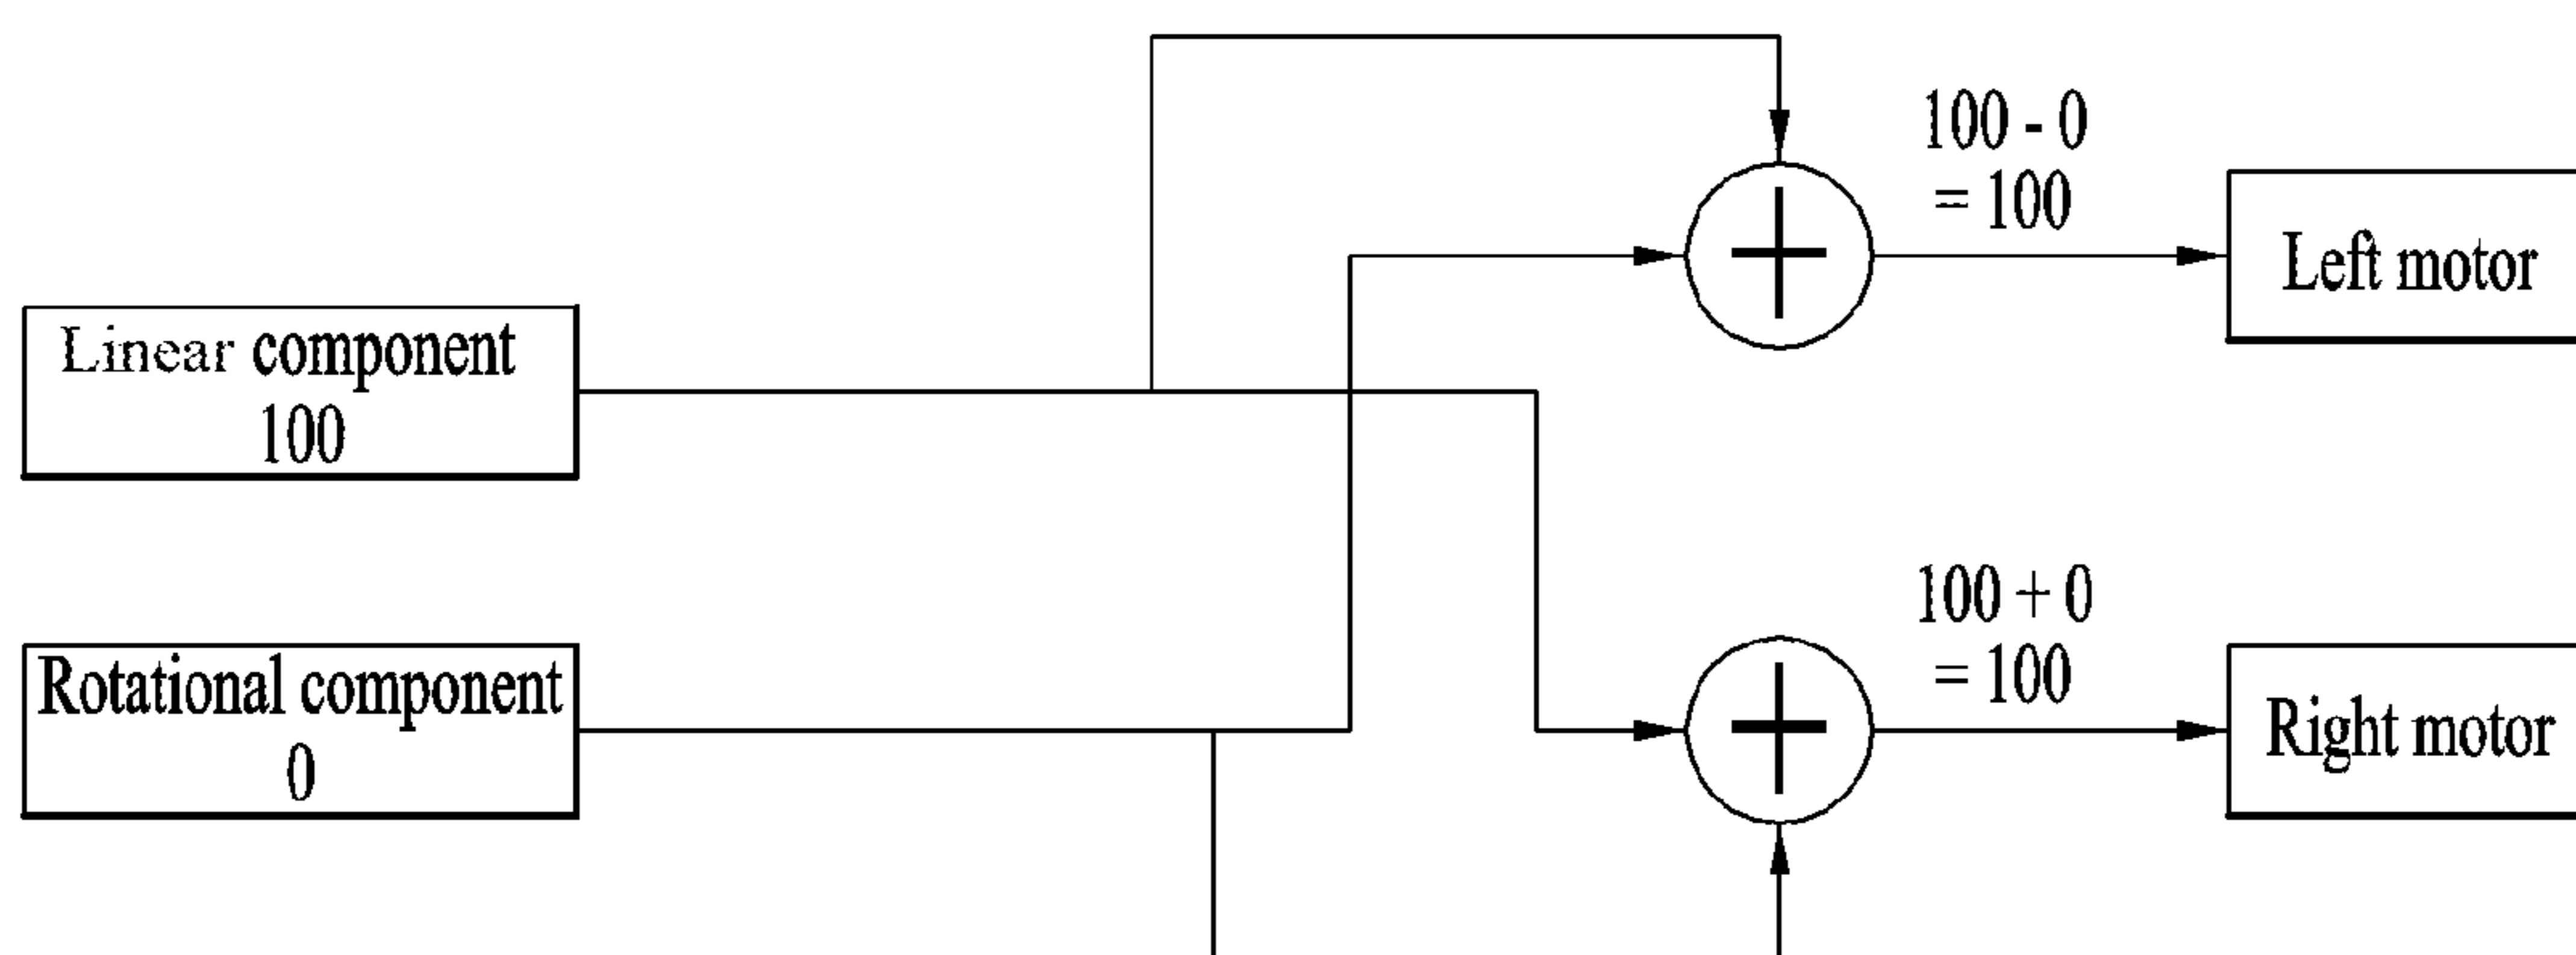 100 - 0
= 100
Left motor
Linear component
100
100 + 0
= 100
Rotational component
0
Right motor